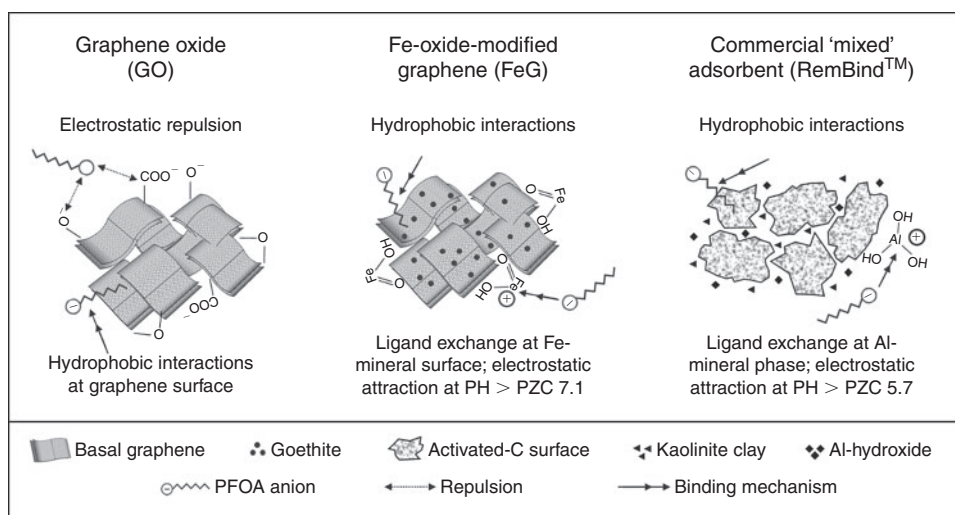 Graphene oxide
(GO)
Electrostatic repulsion
COO⁻
O⁻
O⁻
O
O
COO⁻
Hydrophobic interactions
at graphene surface
Fe-oxide-modified
graphene (FeG)
Hydrophobic interactions
O
Fe
HO
HO
Fe
O
O
Fe
OH
Ligand exchange at Fe-
mineral surface; electrostatic
attraction at PH > PZC 7.1
Commercial ‘mixed’
adsorbent (RemBind™)
Hydrophobic interactions
OH
Al
HO
OH
Ligand exchange at Al-
mineral phase; electrostatic
attraction at PH > PZC 5.7
Basal graphene
Goethite
Activated-C surface
Kaolinite clay
Al-hydroxide
PFOA anion
Repulsion
Binding mechanism